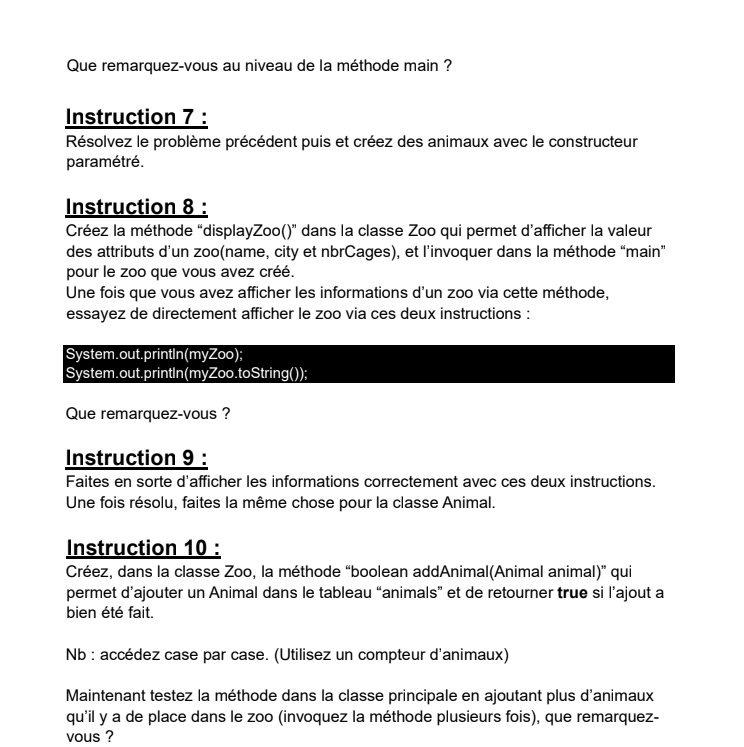 Que remarquez-vous au niveau de la méthode main ?
Instruction 7 :
Résolvez le problème précédent puis et créez des animaux avec le constructeur
paramétré.
Instruction 8 :
Créez la méthode “displayZoo()” dans la classe Zoo qui permet d’afficher la valeur
des attributs d’un zoo(name, city et nbrCages), et l’invoquer dans la méthode “main”
pour le zoo que vous avez créé.
Une fois que vous avez afficher les informations d’un zoo via cette méthode,
essayez de directement afficher le zoo via ces deux instructions :
System.out.println(myZoo);
System.out.println(myZoo.toString());
Que remarquez-vous ?
Instruction 9 :
Faites en sorte d’afficher les informations correctement avec ces deux instructions.
Une fois résolu, faites la même chose pour la classe Animal.
Instruction 10 :
Créez, dans la classe Zoo, la méthode “boolean addAnimal(Animal animal)” qui
permet d’ajouter un Animal dans le tableau “animals” et de retourner true si l’ajout a
bien été fait.
Nb : accédez case par case. (Utilisez un compteur d’animaux)
Maintenant testez la méthode dans la classe principale en ajoutant plus d’animaux
qu’il y a de place dans le zoo (invoquez la méthode plusieurs fois), que remarquez-
vous ?